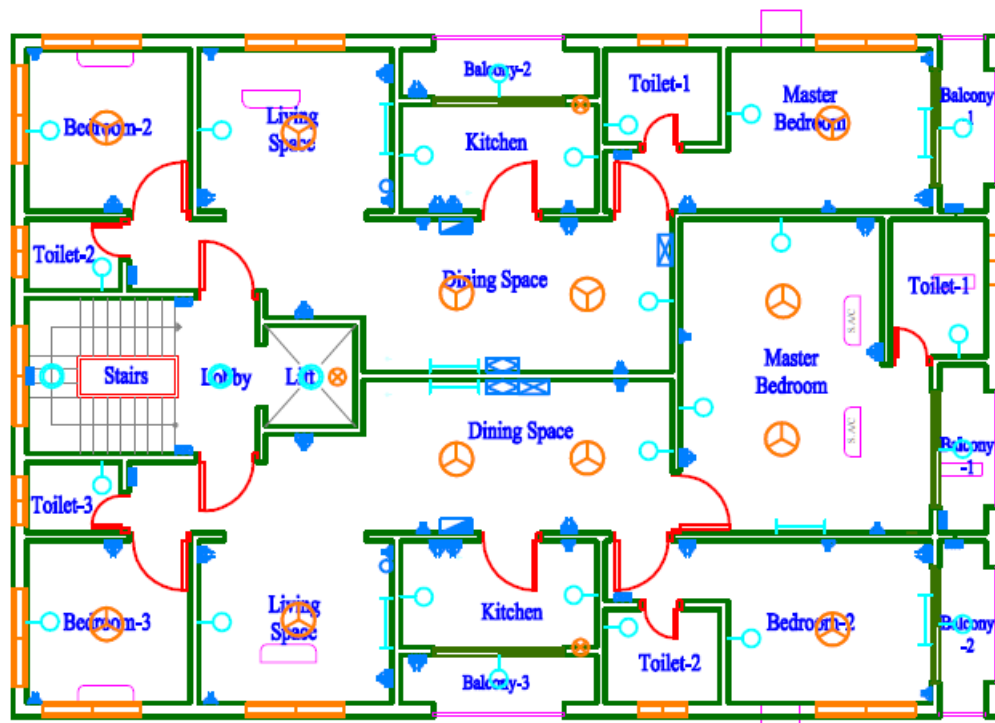 Balcony-2
Toilet-1
Master
Bedroom
Balcony
-1
Bedroom-2
Living
Space
Kitchen
Toilet-2
Dining Space
Toilet-1
S.A/C
Stairs
Lobby
Lift
Master
Bedroom
S.A/C
Dining Space
Balcony
-1
Toilet-3
Bedroom-3
Living
Space
Kitchen
Bedroom-2
Balcony
-2
Toilet-2
Balcony-3